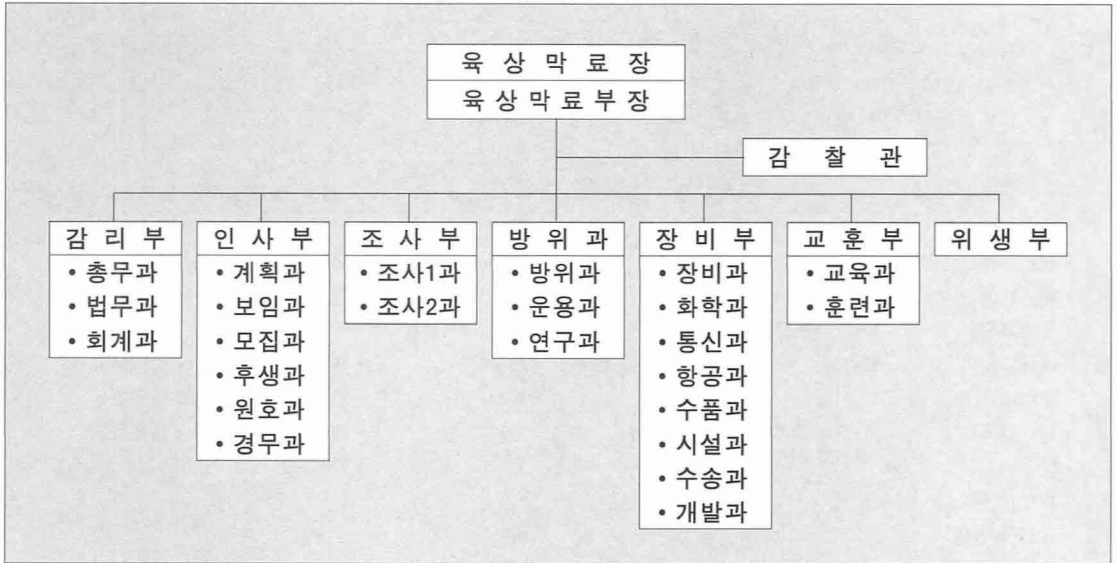 육상막료장
육상막료부장
감찰관
감리부
• 총무과
• 법무과
• 회계과
인사부
• 계획과
• 보임과
• 모집과
• 후생과
• 원호과
• 경무과
조사부
• 조사1과
• 조사2과
방위과
• 방위과
• 운용과
• 연구과
장비부
• 장비과
• 화학과
• 통신과
• 항공과
• 수품과
• 시설과
• 수송과
• 개발과
교훈부
• 교육과
• 훈련과
위생부